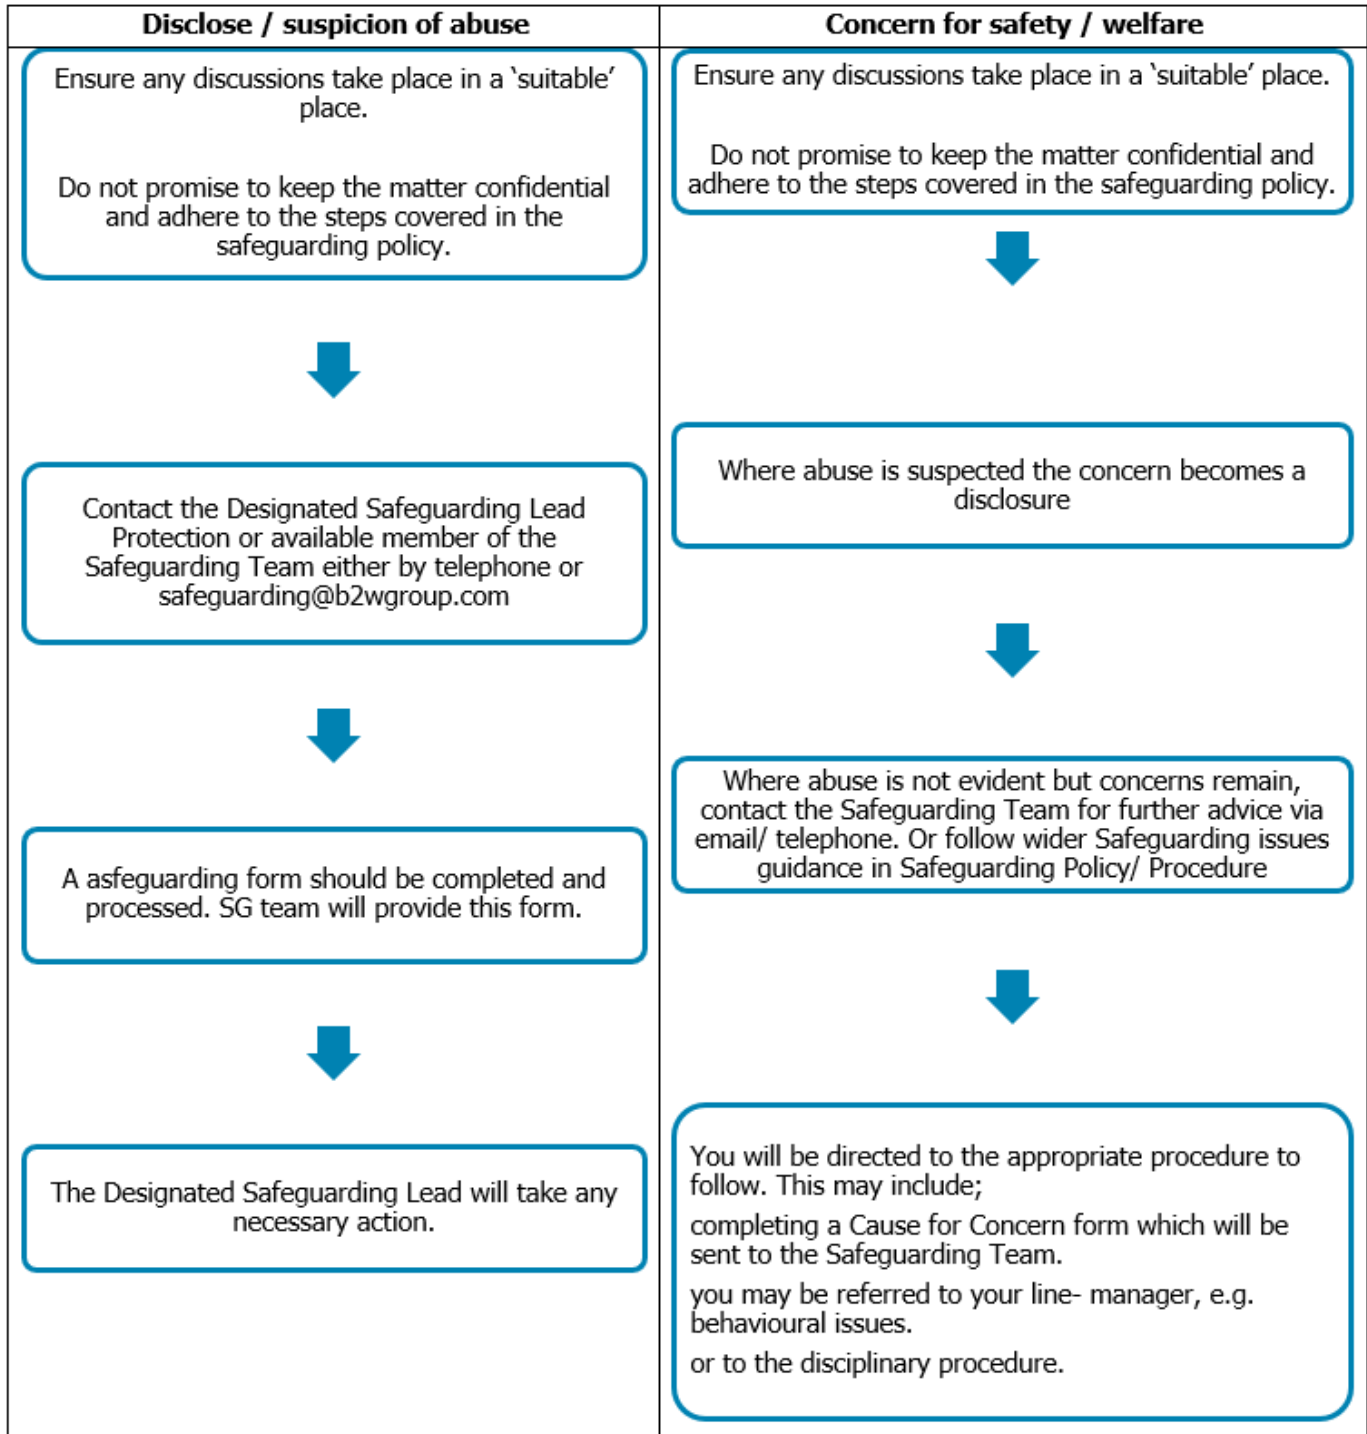 Disclose / suspicion of abuse
Ensure any discussions take place in a ‘suitable’
place.
Do not promise to keep the matter confidential
and adhere to the steps covered in the
safeguarding policy.
Contact the Designated Safeguarding Lead
Protection or available member of the
Safeguarding Team either by telephone or
safeguarding@b2wgroup.com
A asfeguarding form should be completed and
processed. SG team will provide this form.
The Designated Safeguarding Lead will take any
necessary action.
Concern for safety / welfare
Ensure any discussions take place in a ‘suitable’ place.
Do not promise to keep the matter confidential and
adhere to the steps covered in the safeguarding policy.
Where abuse is suspected the concern becomes a
disclosure
Where abuse is not evident but concerns remain,
contact the Safeguarding Team for further advice via
email/ telephone. Or follow wider Safeguarding issues
guidance in Safeguarding Policy/ Procedure
You will be directed to the appropriate procedure to
follow. This may include;
completing a Cause for Concern form which will be
sent to the Safeguarding Team.
you may be referred to your line- manager, e.g.
behavioural issues.
or to the disciplinary procedure.